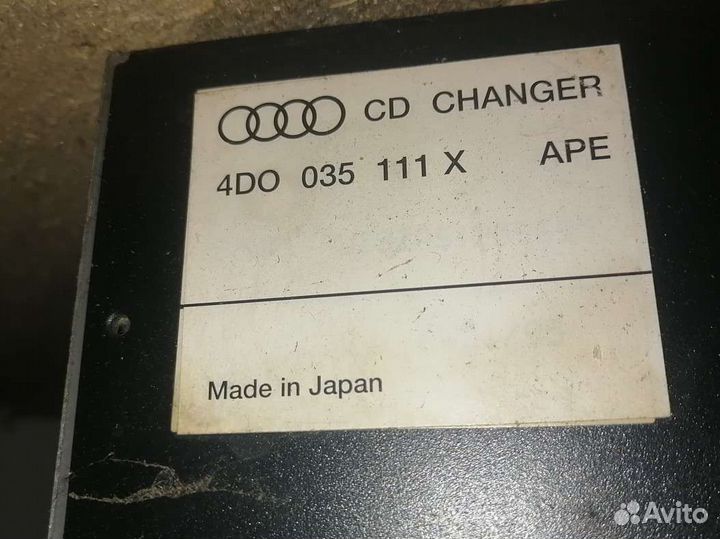 CD CHANGER
4DO 035 111 X APE
Made in Japan
Avito